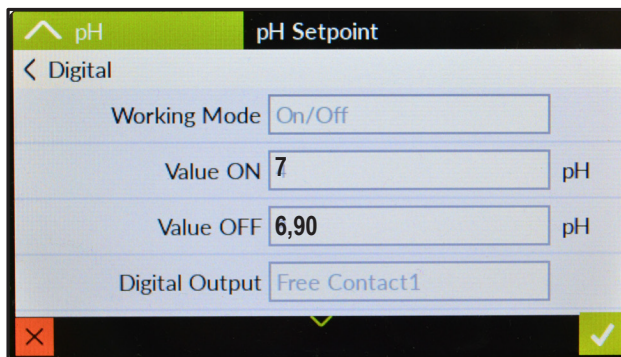 pH pH Setpoint
Digital
Working Mode On/Off
Value ON 7 pH
Value OFF 6,90 pH
Digital Output Free Contact1